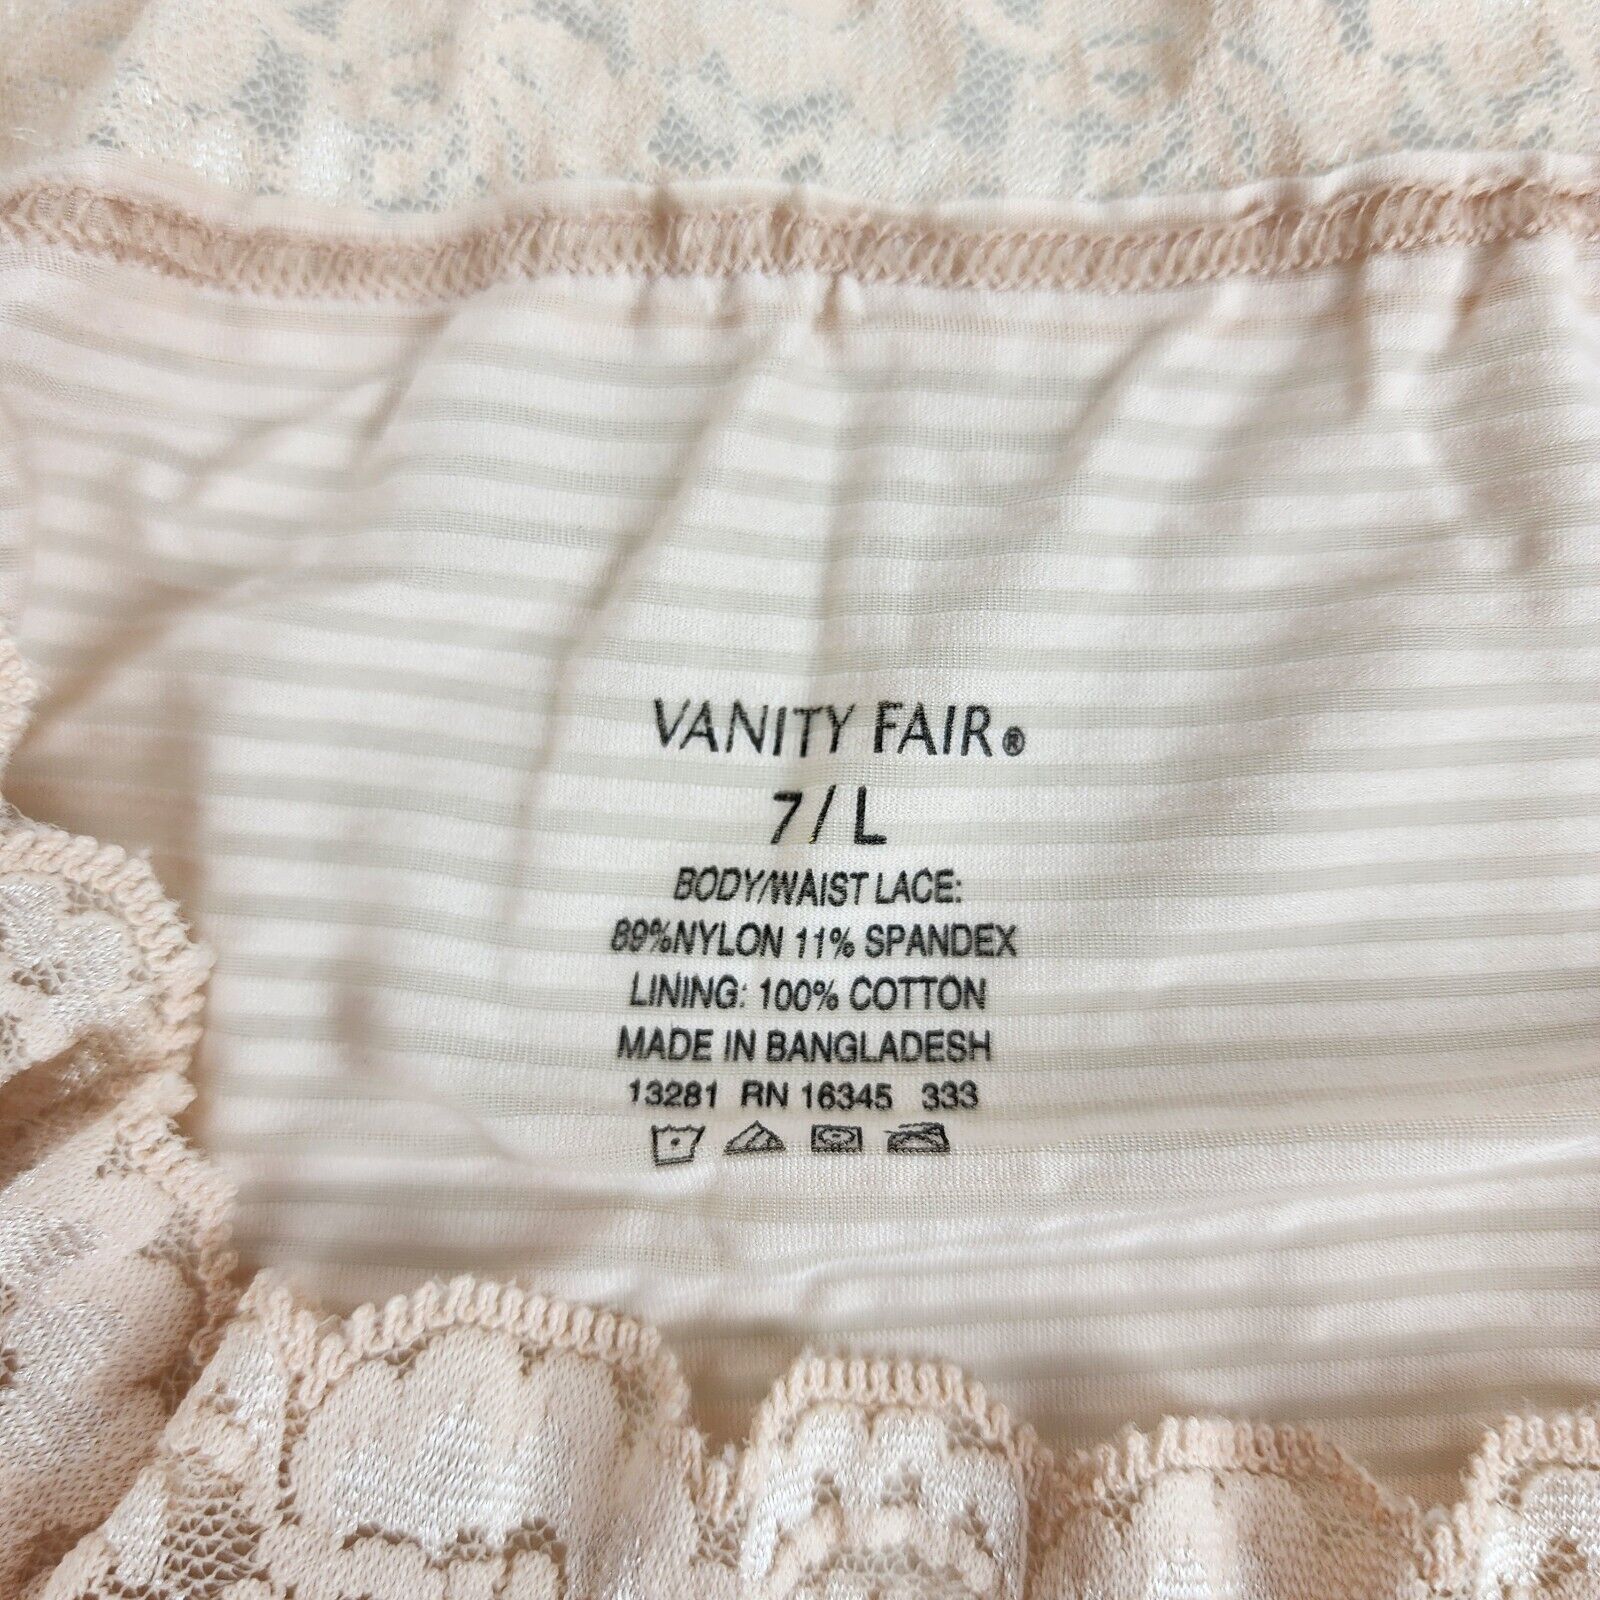 VANITY FAIR®
7/L
BODY/WAIST LACE:
89%NYLON 11% SPANDEX
LINING: 100% COTTON
MADE IN BANGLADESH
13281 RN 16345 333